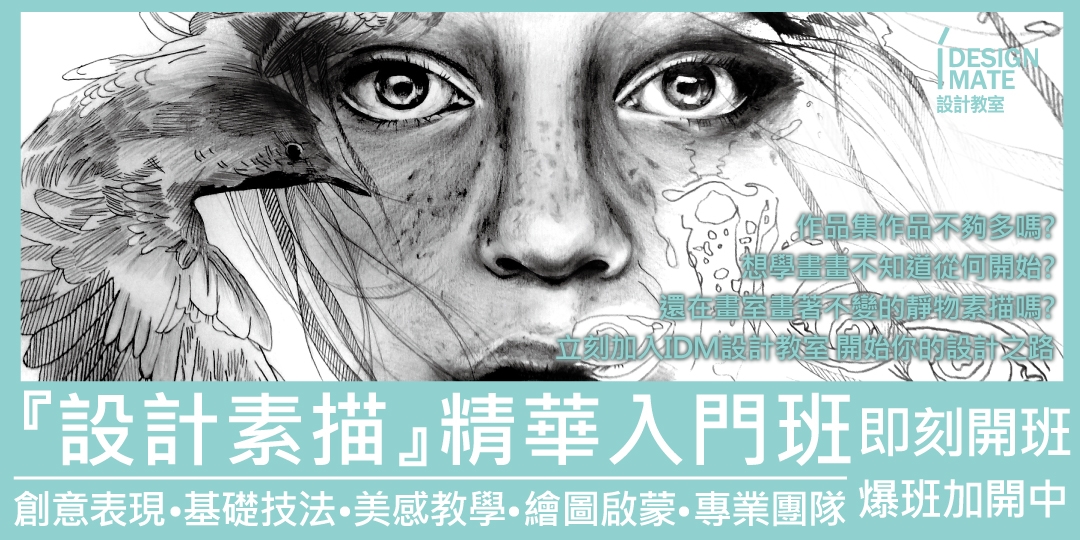 DESIGN
MATE
設計教室
作品集作品不夠多嗎?
想學畫畫不知道從何開始?
還在畫室畫著不變的靜物素描嗎?
立刻加入IDM設計教室 開始你的設計之路
『設計素描』精華入門班
即刻開班
創意表現•基礎技法•美感教學•繪圖啟蒙•專業團隊
爆班加開中